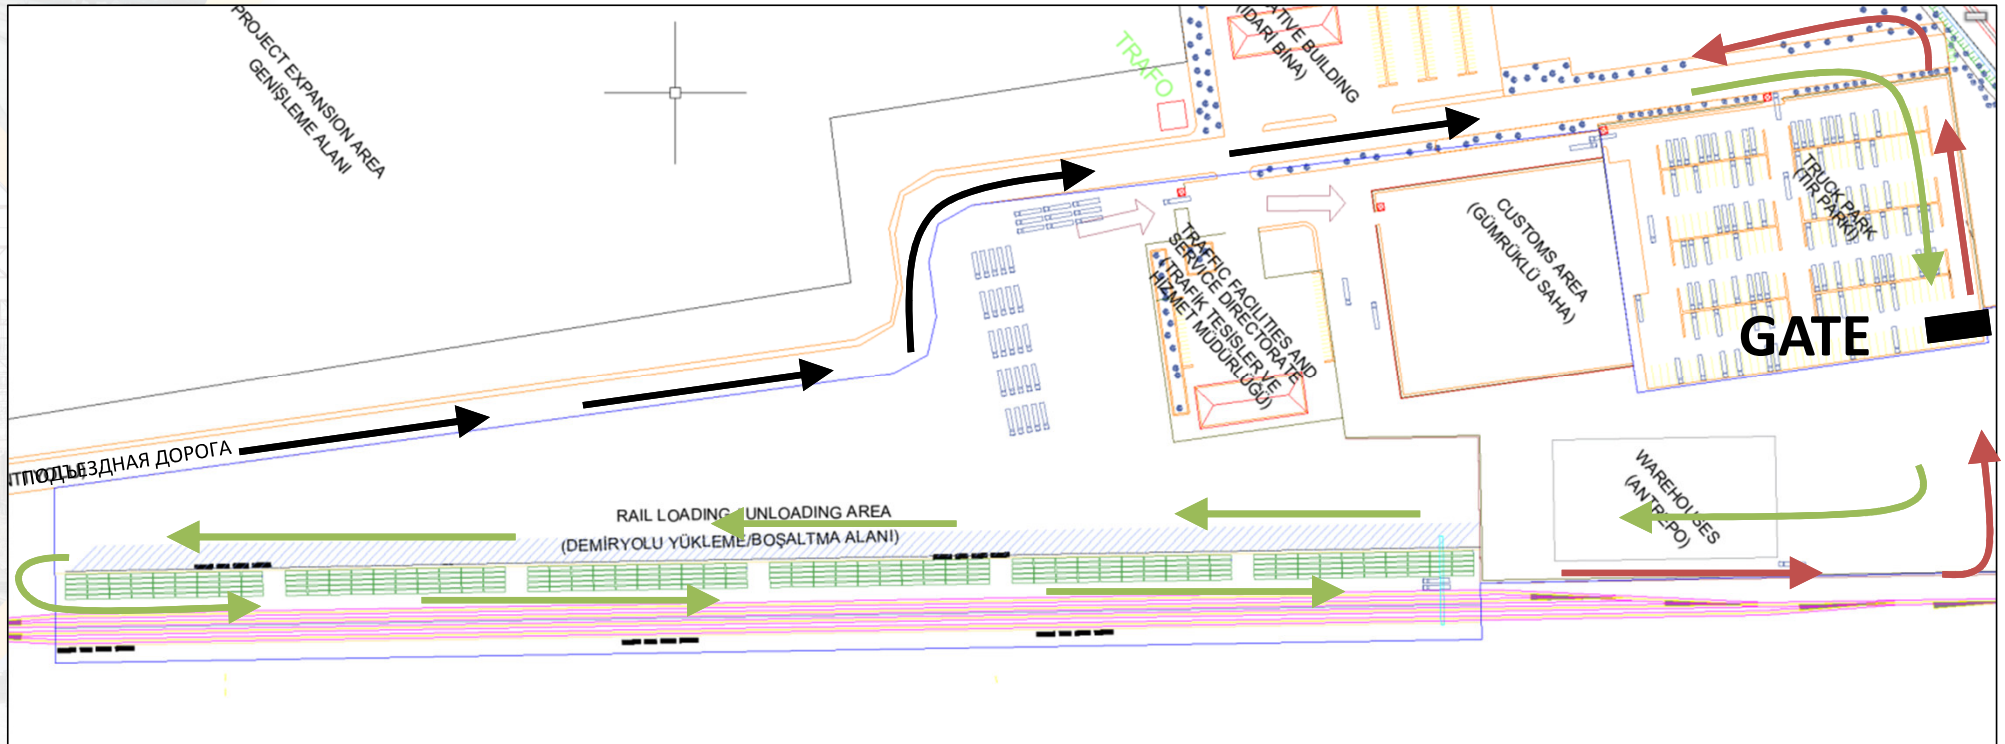 PROJECT EXPANSION AREA
GENİŞLEME ALANI
TRAFO
ATIVE BUILDING
(İDARİ BİNA)
TRUCK PARK
(TIR PARKI)
CUSTOMS AREA
(GÜMRÜKLÜ SAHA)
TRAFFIC FACILITIES AND
SERVICE DIRECTORATE
(TRAFİK TESİSLER VE
HİZMET MÜDÜRLÜĞÜ)
GATE
ПОДЪЕЗДНАЯ ДОРОГА
WAREHOUSES
(ANTREPO)
RAIL LOADING / UNLOADING AREA
(DEMİRYOLU YÜKLEME/BOŞALTMA ALANI)